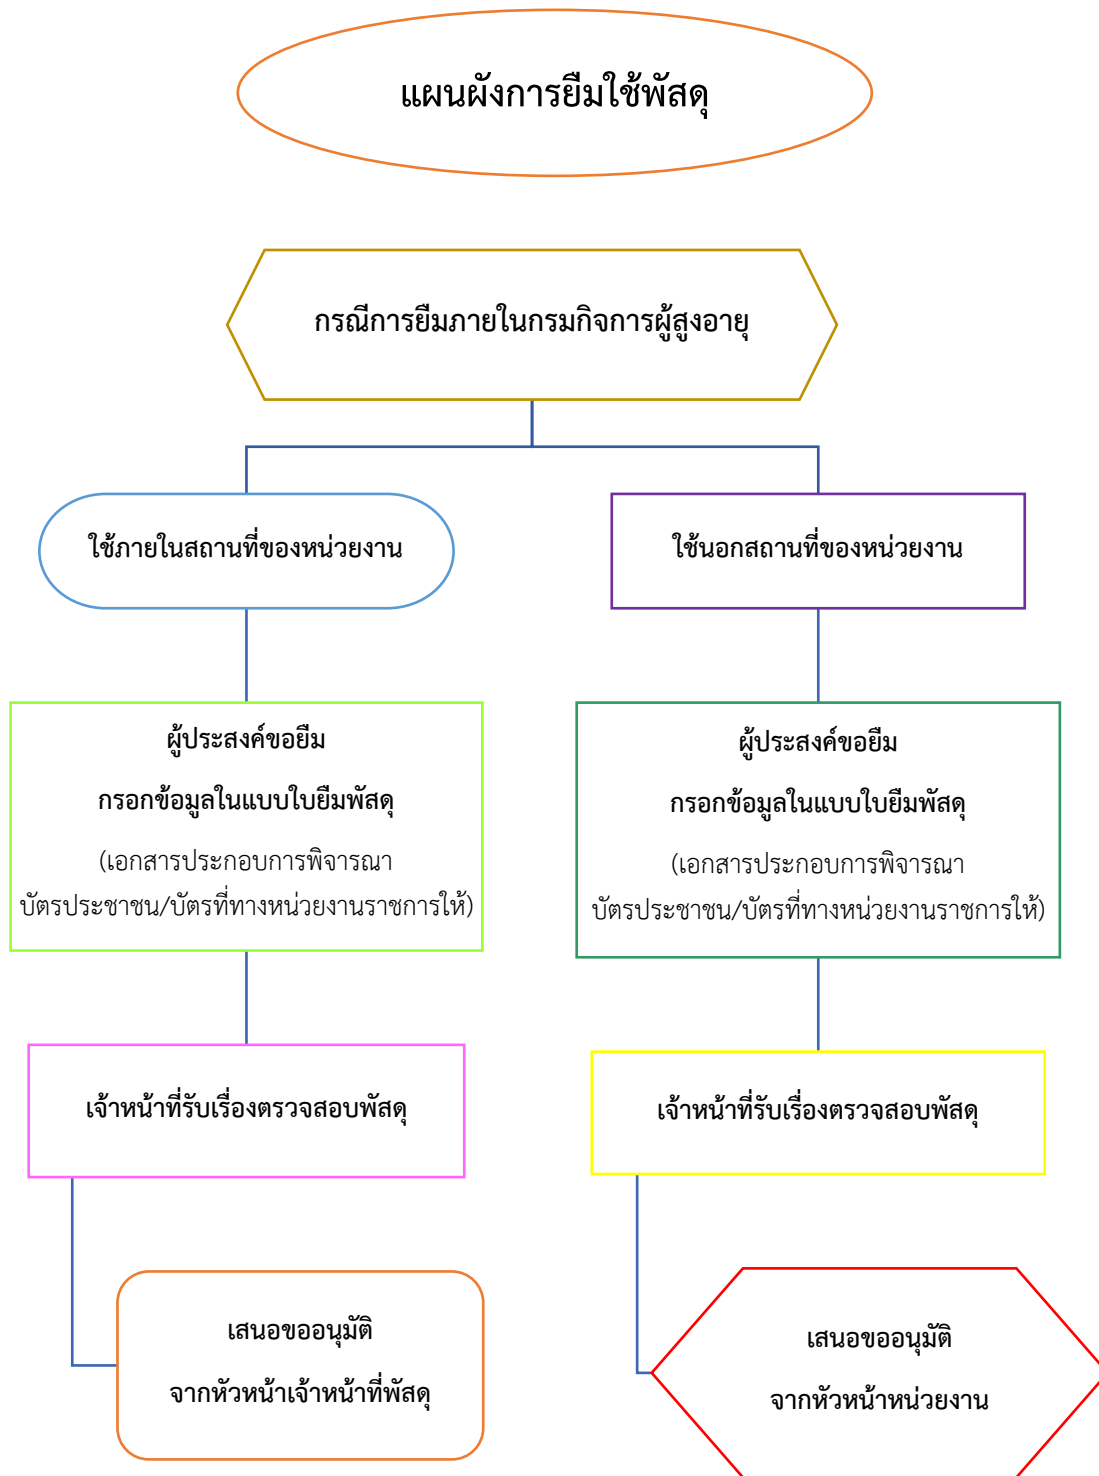 แผนผังการยืมใช้พัสดุ
กรณีการยืมภายในกรมกิจการผู้สูงอายุ
ใช้ภายในสถานที่ของหน่วยงาน
ใช้นอกสถานที่ของหน่วยงาน
ผู้ประสงค์ขอยืม
กรอกข้อมูลในแบบใบยืมพัสดุ
(เอกสารประกอบการพิจารณา
บัตรประชาชน/บัตรที่ทางหน่วยงานราชการให้)
ผู้ประสงค์ขอยืม
กรอกข้อมูลในแบบใบยืมพัสดุ
(เอกสารประกอบการพิจารณา
บัตรประชาชน/บัตรที่ทางหน่วยงานราชการให้)
เจ้าหน้าที่รับเรื่องตรวจสอบพัสดุ
เจ้าหน้าที่รับเรื่องตรวจสอบพัสดุ
เสนอขออนุมัติ
จากหัวหน้าเจ้าหน้าที่พัสดุ
เสนอขออนุมัติ
จากหัวหน้าหน่วยงาน